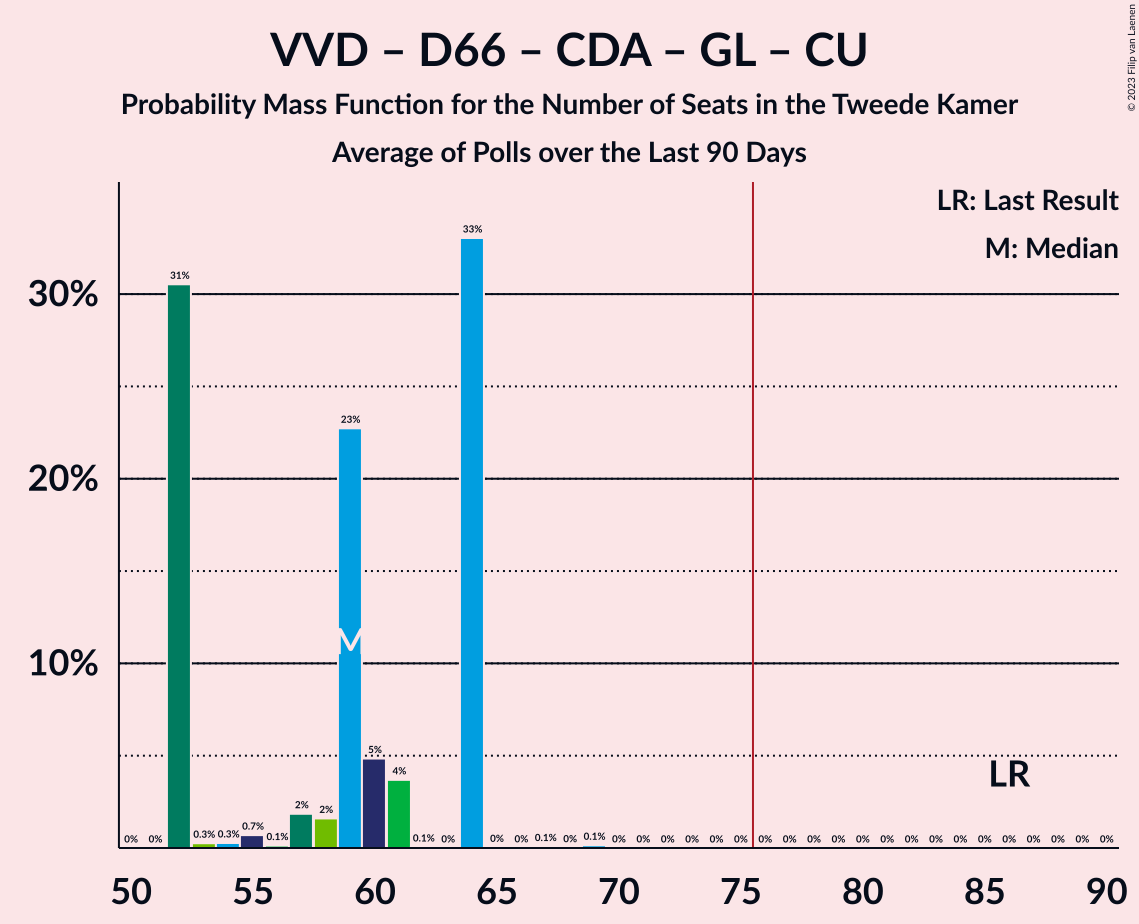 VVD – D66 – CDA – GL – CU
Probability Mass Function for the Number of Seats in the Tweede Kamer
Average of Polls over the Last 90 Days
© 2023 Filip van Laenen
LR: Last Result
M: Median
30%
20%
10%
0% 0% 31% 0.3% 0.3% 0.7% 0.1% 2% 2% 23% 5% 4% 0.1% 0% 33% 0% 0% 0.1% 0% 0.1% 0% 0% 0% 0% 0% 0% 0% 0% 0% 0% 0% 0% 0% 0% 0% 0% 0% 0% 0% 0% 0%
M
LR
50 55 60 65 70 75 80 85 90